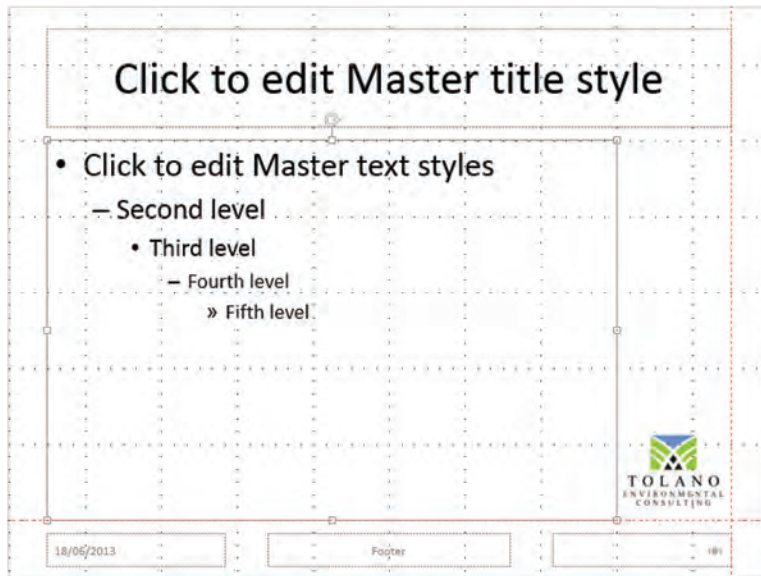 Click to edit Master title style
• Click to edit Master text styles
– Second level
• Third level
– Fourth level
» Fifth level
TOLANO
ENVIRONMENTAL
CONSULTING
18/06/2013
Footer
‹#›